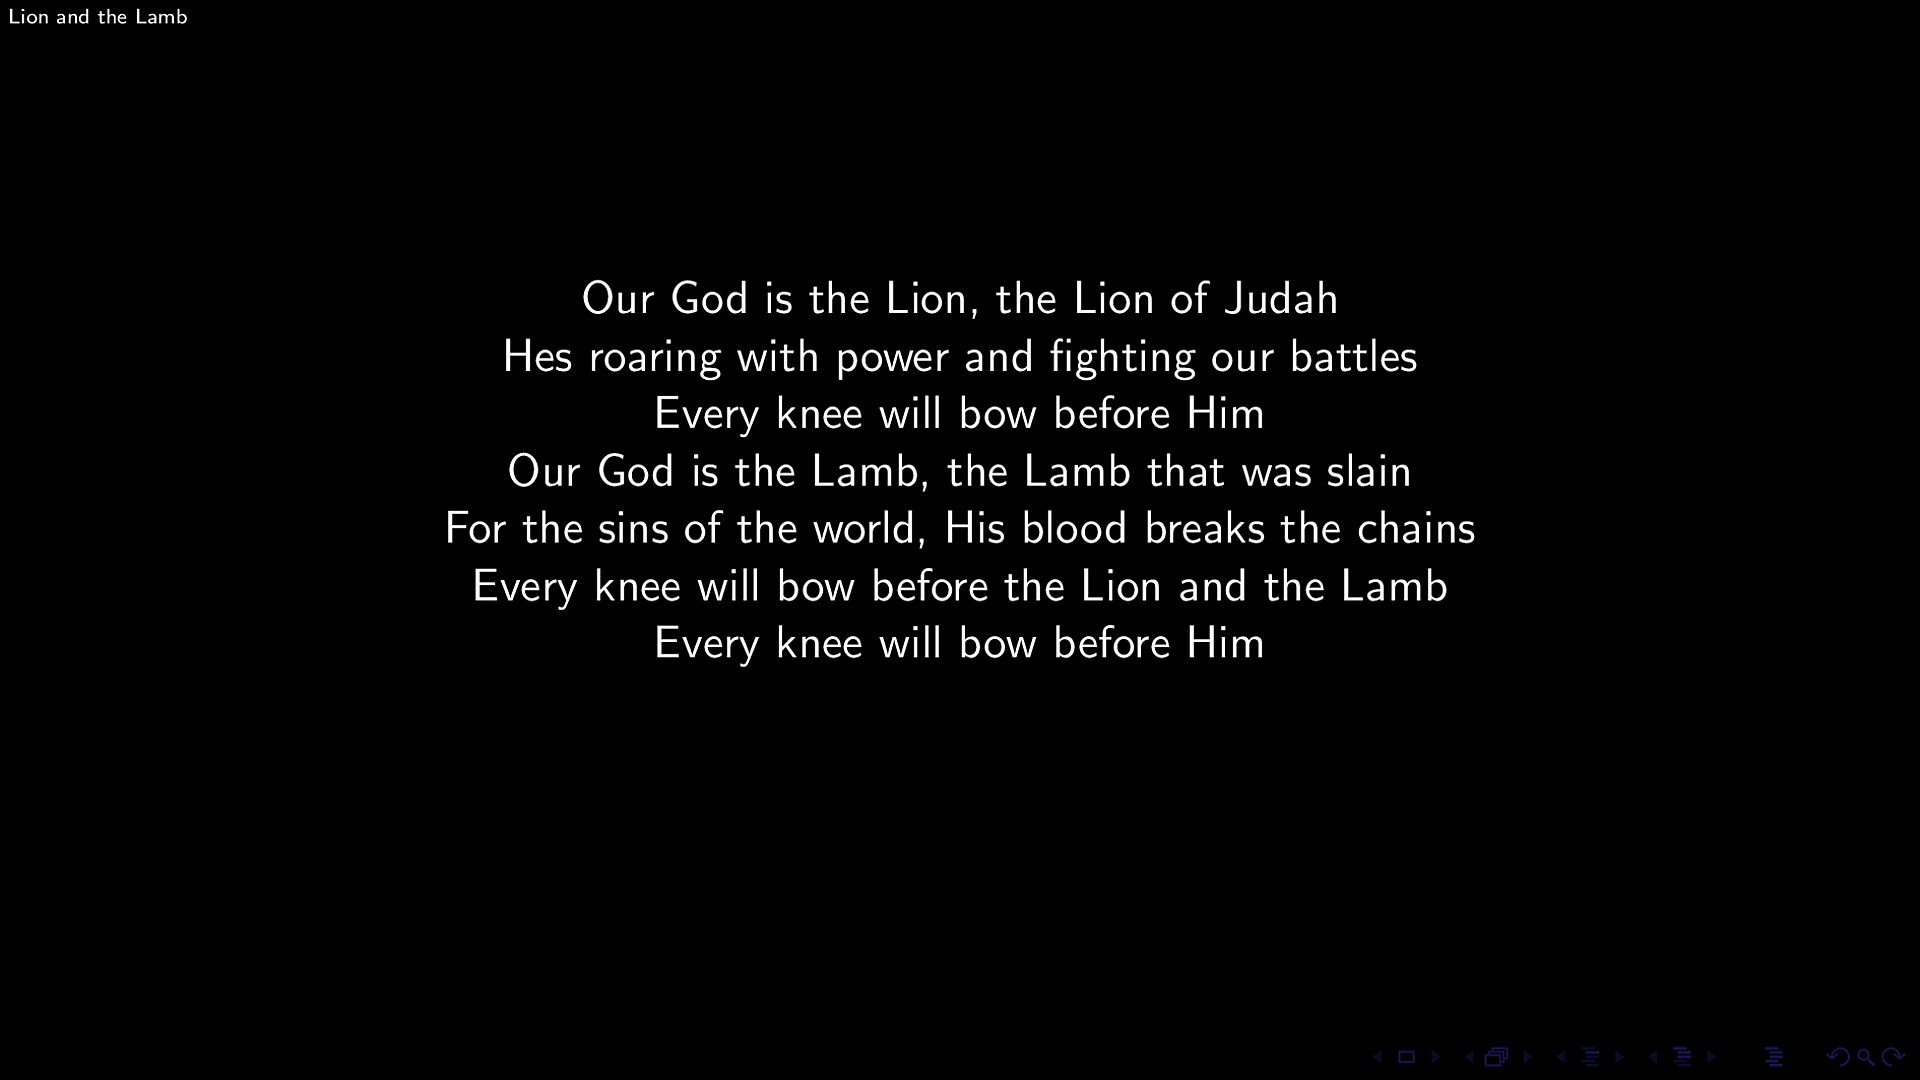 Lion and the Lamb
Our God is the Lion, the Lion of Judah
Hes roaring with power and fighting our battles
Every knee will bow before Him
Our God is the Lamb, the Lamb that was slain
For the sins of the world, His blood breaks the chains
Every knee will bow before the Lion and the Lamb
Every knee will bow before Him